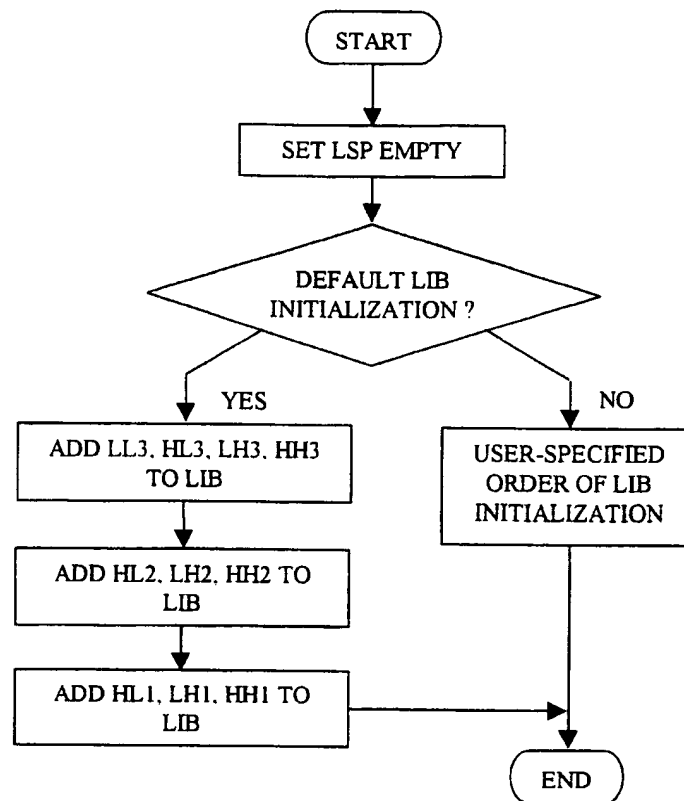 START
SET LSP EMPTY
DEFAULT LIB
INITIALIZATION ?
YES
NO
ADD LL3, HL3, LH3, HH3
TO LIB
USER-SPECIFIED
ORDER OF LIB
INITIALIZATION
ADD HL2, LH2, HH2 TO
LIB
ADD HL1, LH1, HH1 TO
LIB
END